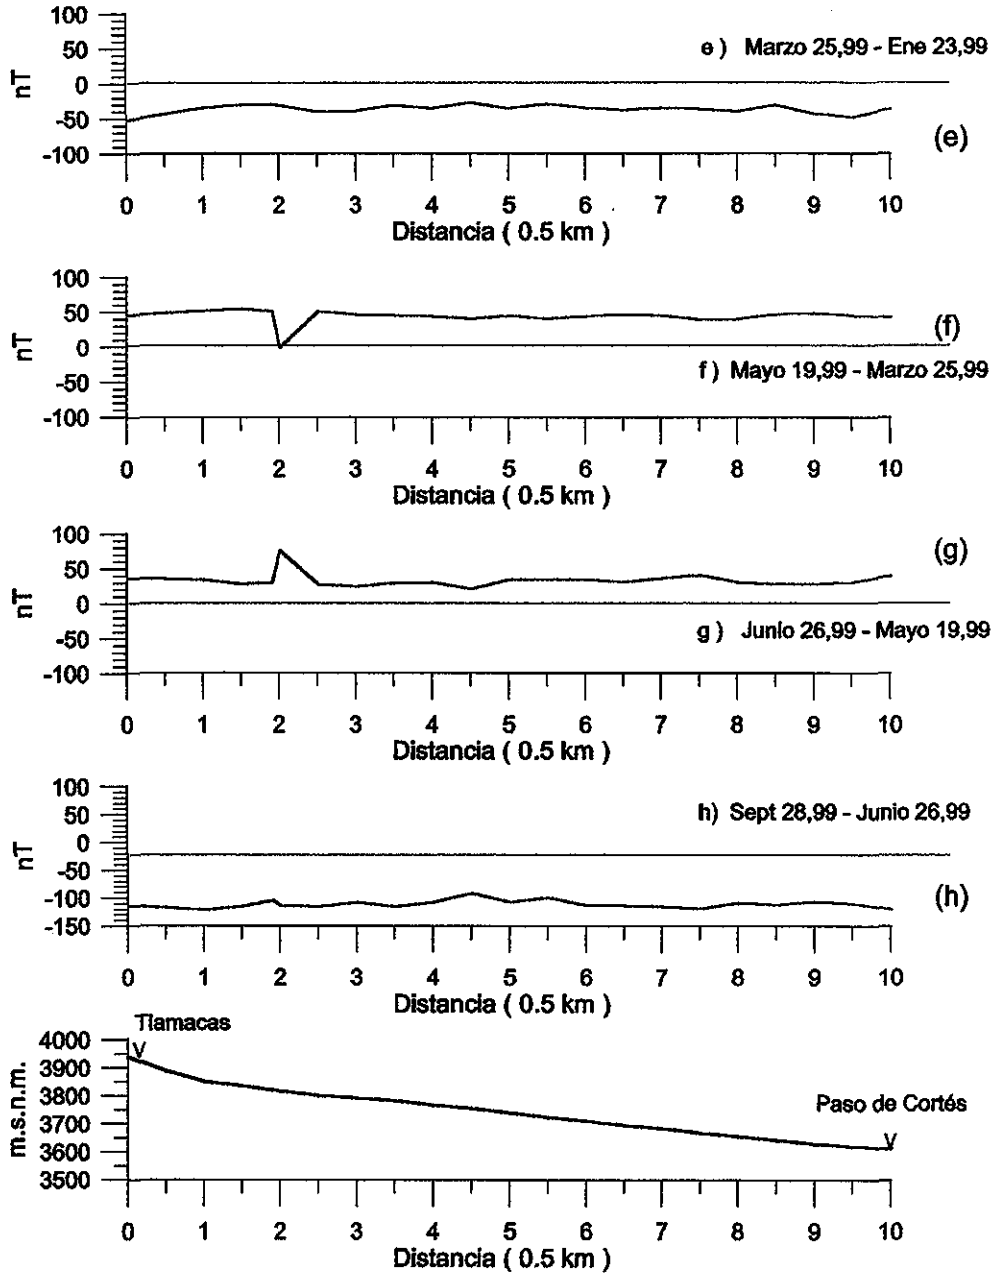 100
50
0
-50
-100
nT
e ) Marzo 25,99 - Ene 23,99
(e)
0 1 2 3 4 5 6 7 8 9 10
Distancia ( 0.5 km )
100
50
0
-50
-100
nT
(f)
f ) Mayo 19,99 - Marzo 25,99
0 1 2 3 4 5 6 7 8 9 10
Distancia ( 0.5 km )
100
50
0
-50
-100
nT
(g)
g ) Junio 26,99 - Mayo 19,99
0 1 2 3 4 5 6 7 8 9 10
Distancia ( 0.5 km )
100
50
0
-50
-100
-150
nT
h) Sept 28,99 - Junio 26,99
(h)
0 1 2 3 4 5 6 7 8 9 10
Distancia ( 0.5 km )
Tlamacas
4000
3900
3800
3700
3600
3500
m.s.n.m.
Paso de Cortés
0 1 2 3 4 5 6 7 8 9 10
Distancia ( 0.5 km )